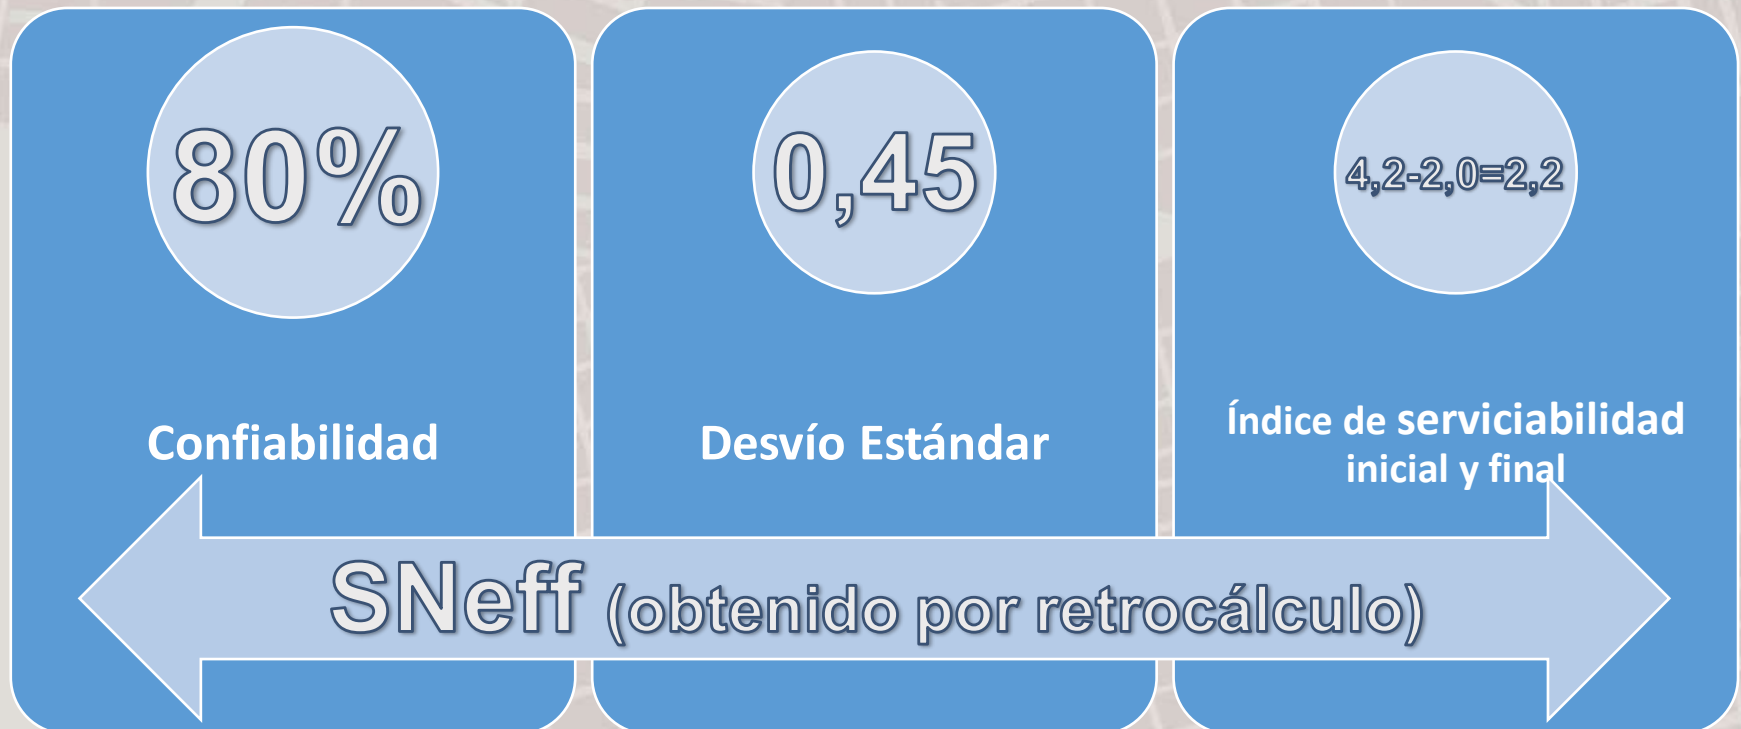 80%
Confiabilidad
0,45
Desvío Estándar
4,2-2,0=2,2
Índice de serviciabilidad
inicial y final
SNeff (obtenido por retrocálculo)